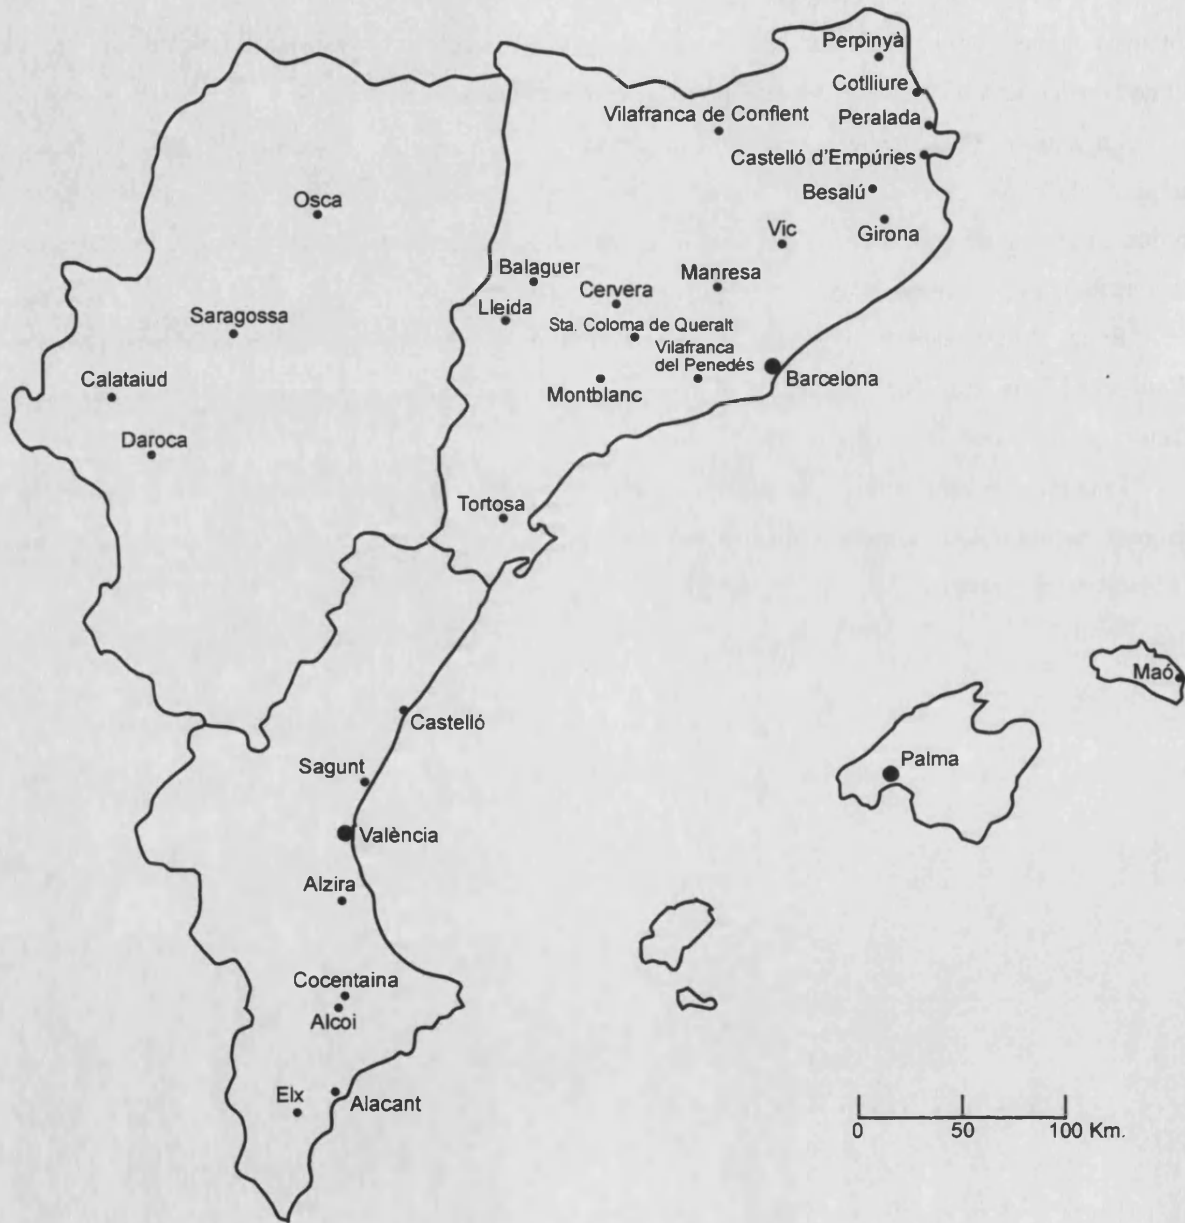 Perpinyà
Cotlliure
Vilafranca de Conflent
Peralada
Castelló d'Empúries
Besalú
Osca
Girona
Vic
Balaguer
Manresa
Cervera
Lleida
Saragossa
Sta. Coloma de Queralt
Vilafranca
del Penedés
Calataiud
Barcelona
Montblanc
Daroca
Tortosa
Maó
Castelló
Palma
Sagunt
València
Alzira
Cocentaina
Alcoi
Elx
Alacant
0 50 100 Km.